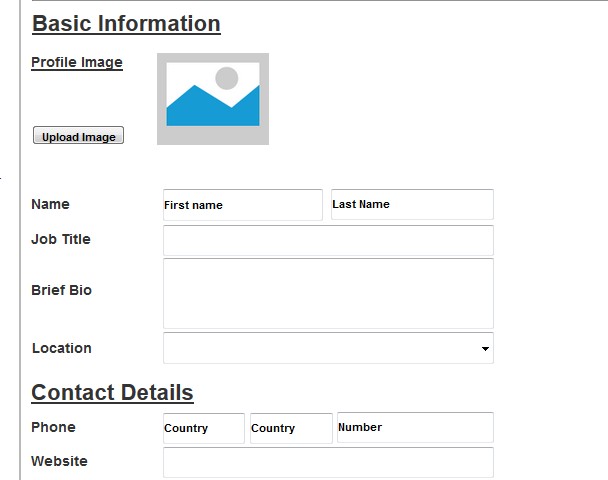 Basic Information
Profile Image
Upload Image
Name First name Last Name
Job Title
Brief Bio
Location
Contact Details
Phone Country Country Number
Website